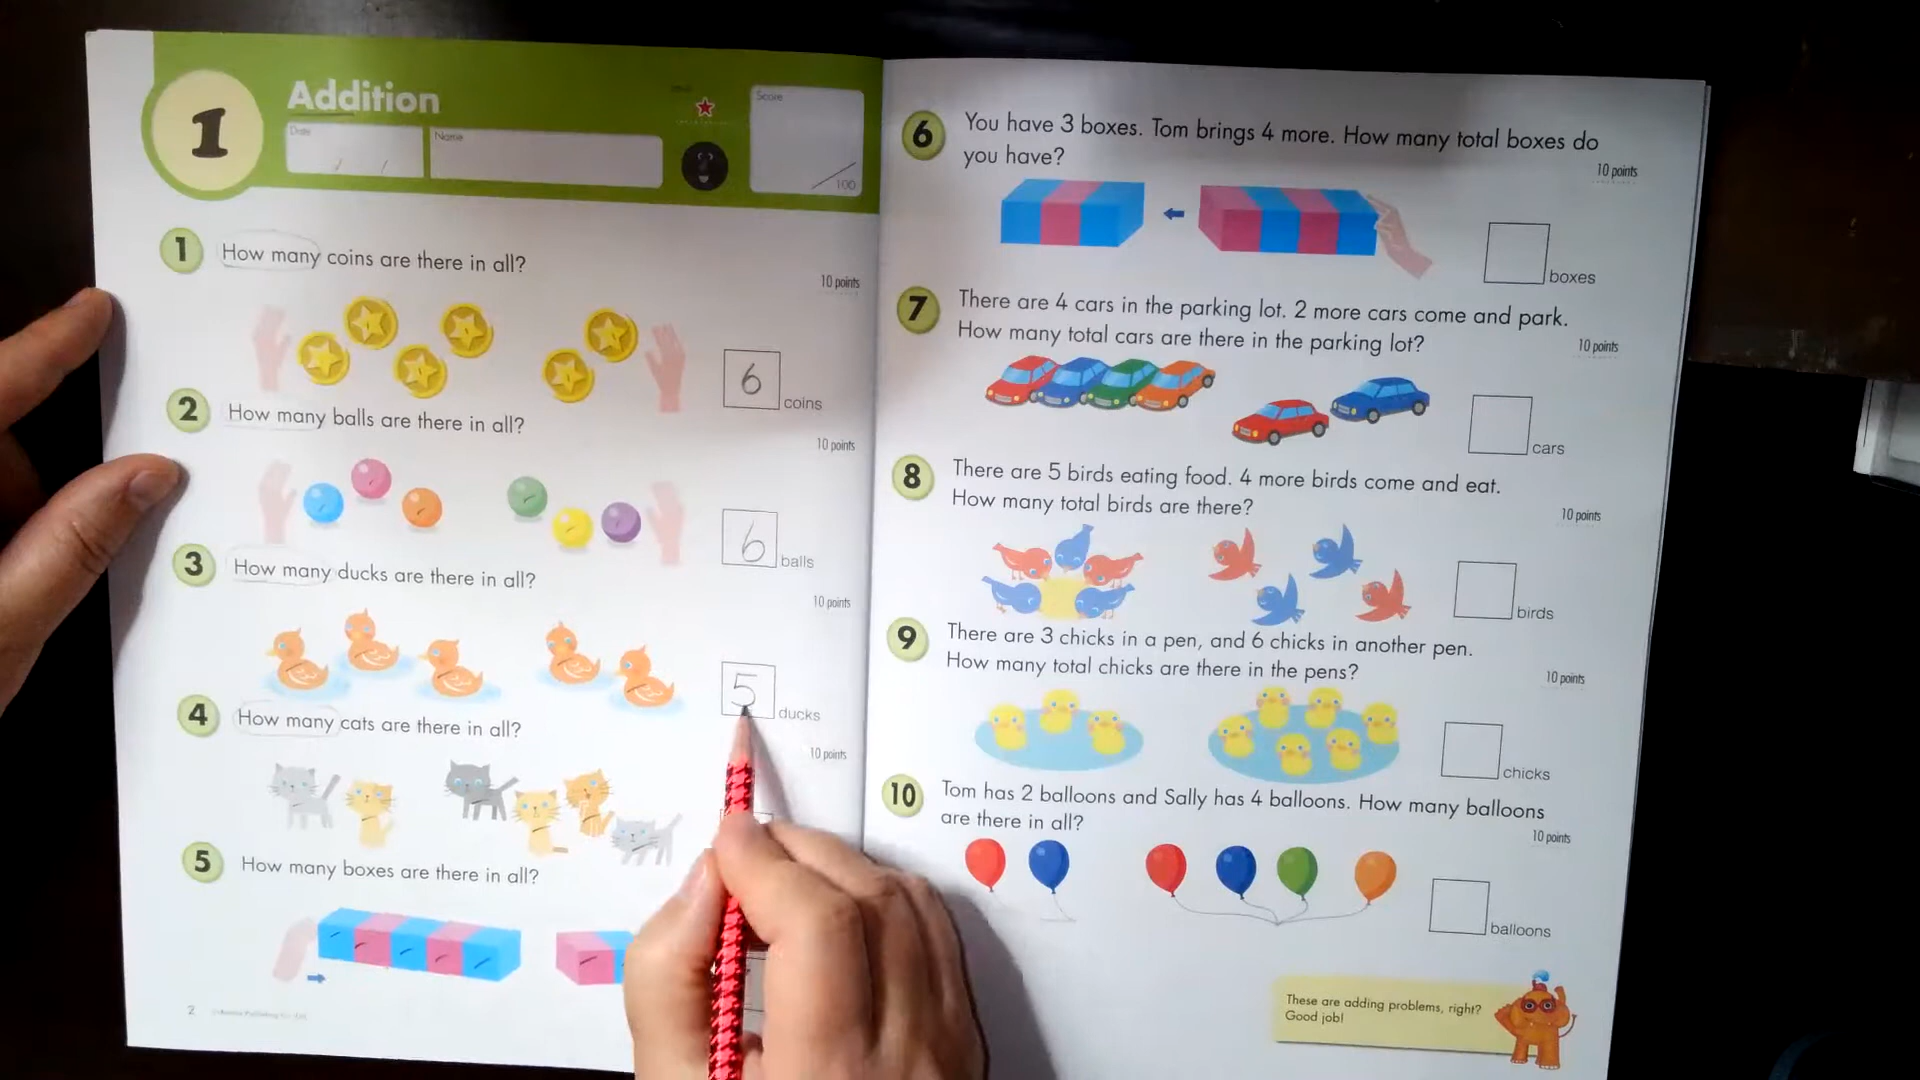 1
Addition
Date
Name
Score
100
1 How many coins are there in all?
10 points
6 coins
2 How many balls are there in all?
10 points
6 balls
3 How many ducks are there in all?
10 points
5 ducks
4 How many cats are there in all?
10 points
5 How many boxes are there in all?
2
6 You have 3 boxes. Tom brings 4 more. How many total boxes do
you have?
10 points
boxes
7 There are 4 cars in the parking lot. 2 more cars come and park.
How many total cars are there in the parking lot?
10 points
cars
8 There are 5 birds eating food. 4 more birds come and eat.
How many total birds are there?
10 points
birds
9 There are 3 chicks in a pen, and 6 chicks in another pen.
How many total chicks are there in the pens?
10 points
chicks
10 Tom has 2 balloons and Sally has 4 balloons. How many balloons
are there in all?
10 points
balloons
These are adding problems, right?
Good job!